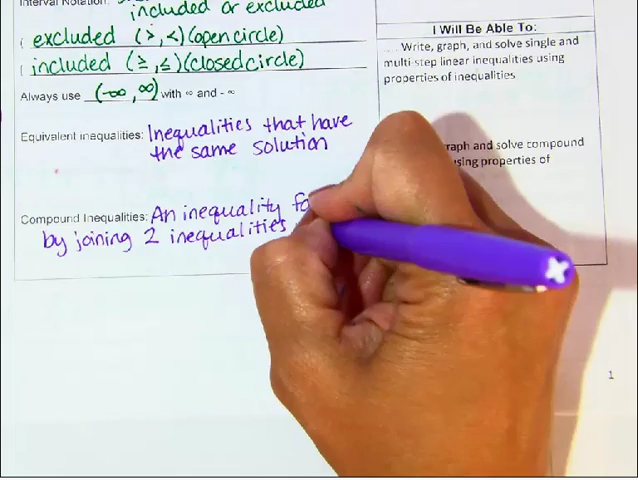 Interval Notation:
included or excluded
( excluded (>, <)(open circle)
[ included (≥, ≤)(closed circle)
Always use (-∞, ∞) with ∞ and - ∞
Equivalent inequalities: Inequalities that have
the same solution
Compound Inequalities: An inequality
by joining 2 inequalities
I Will Be Able To:
... Write, graph, and solve single and
multi-step linear inequalities using
properties of inequalities
and solve compound
using properties of
1